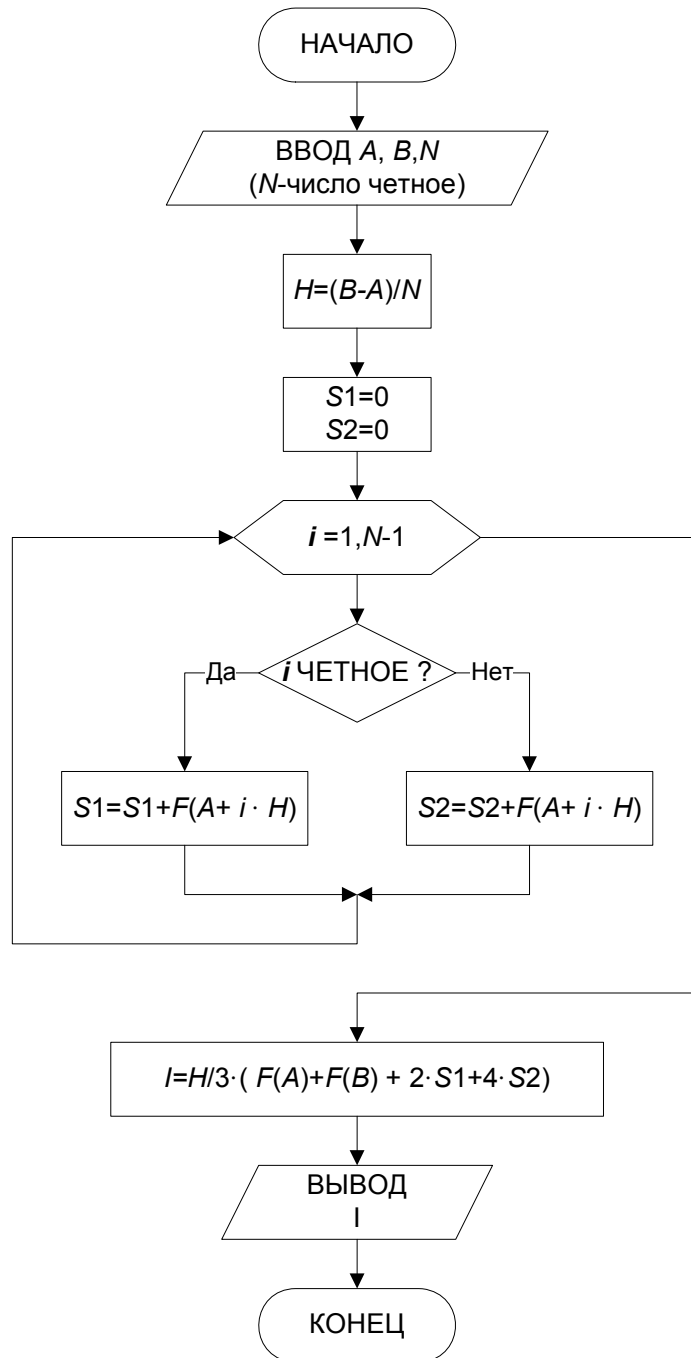 НАЧАЛО
ВВОД A, B,N
(N-число четное)
H=(B-A)/N
S1=0
S2=0
i =1,N-1
i ЧЕТНОЕ ?
Да
Нет
S1=S1+F(A+ i · H)
S2=S2+F(A+ i · H)
I=H/3·( F(A)+F(B) + 2·S1+4·S2)
ВЫВОД
I
КОНЕЦ